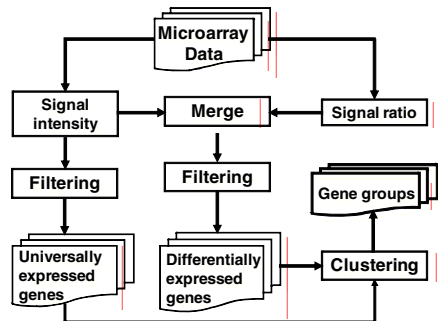 Microarray
Data
Signal
intensity
Merge
Signal ratio
Filtering
Filtering
Gene groups
Universally
expressed
genes
Differentially
expressed
genes
Clustering